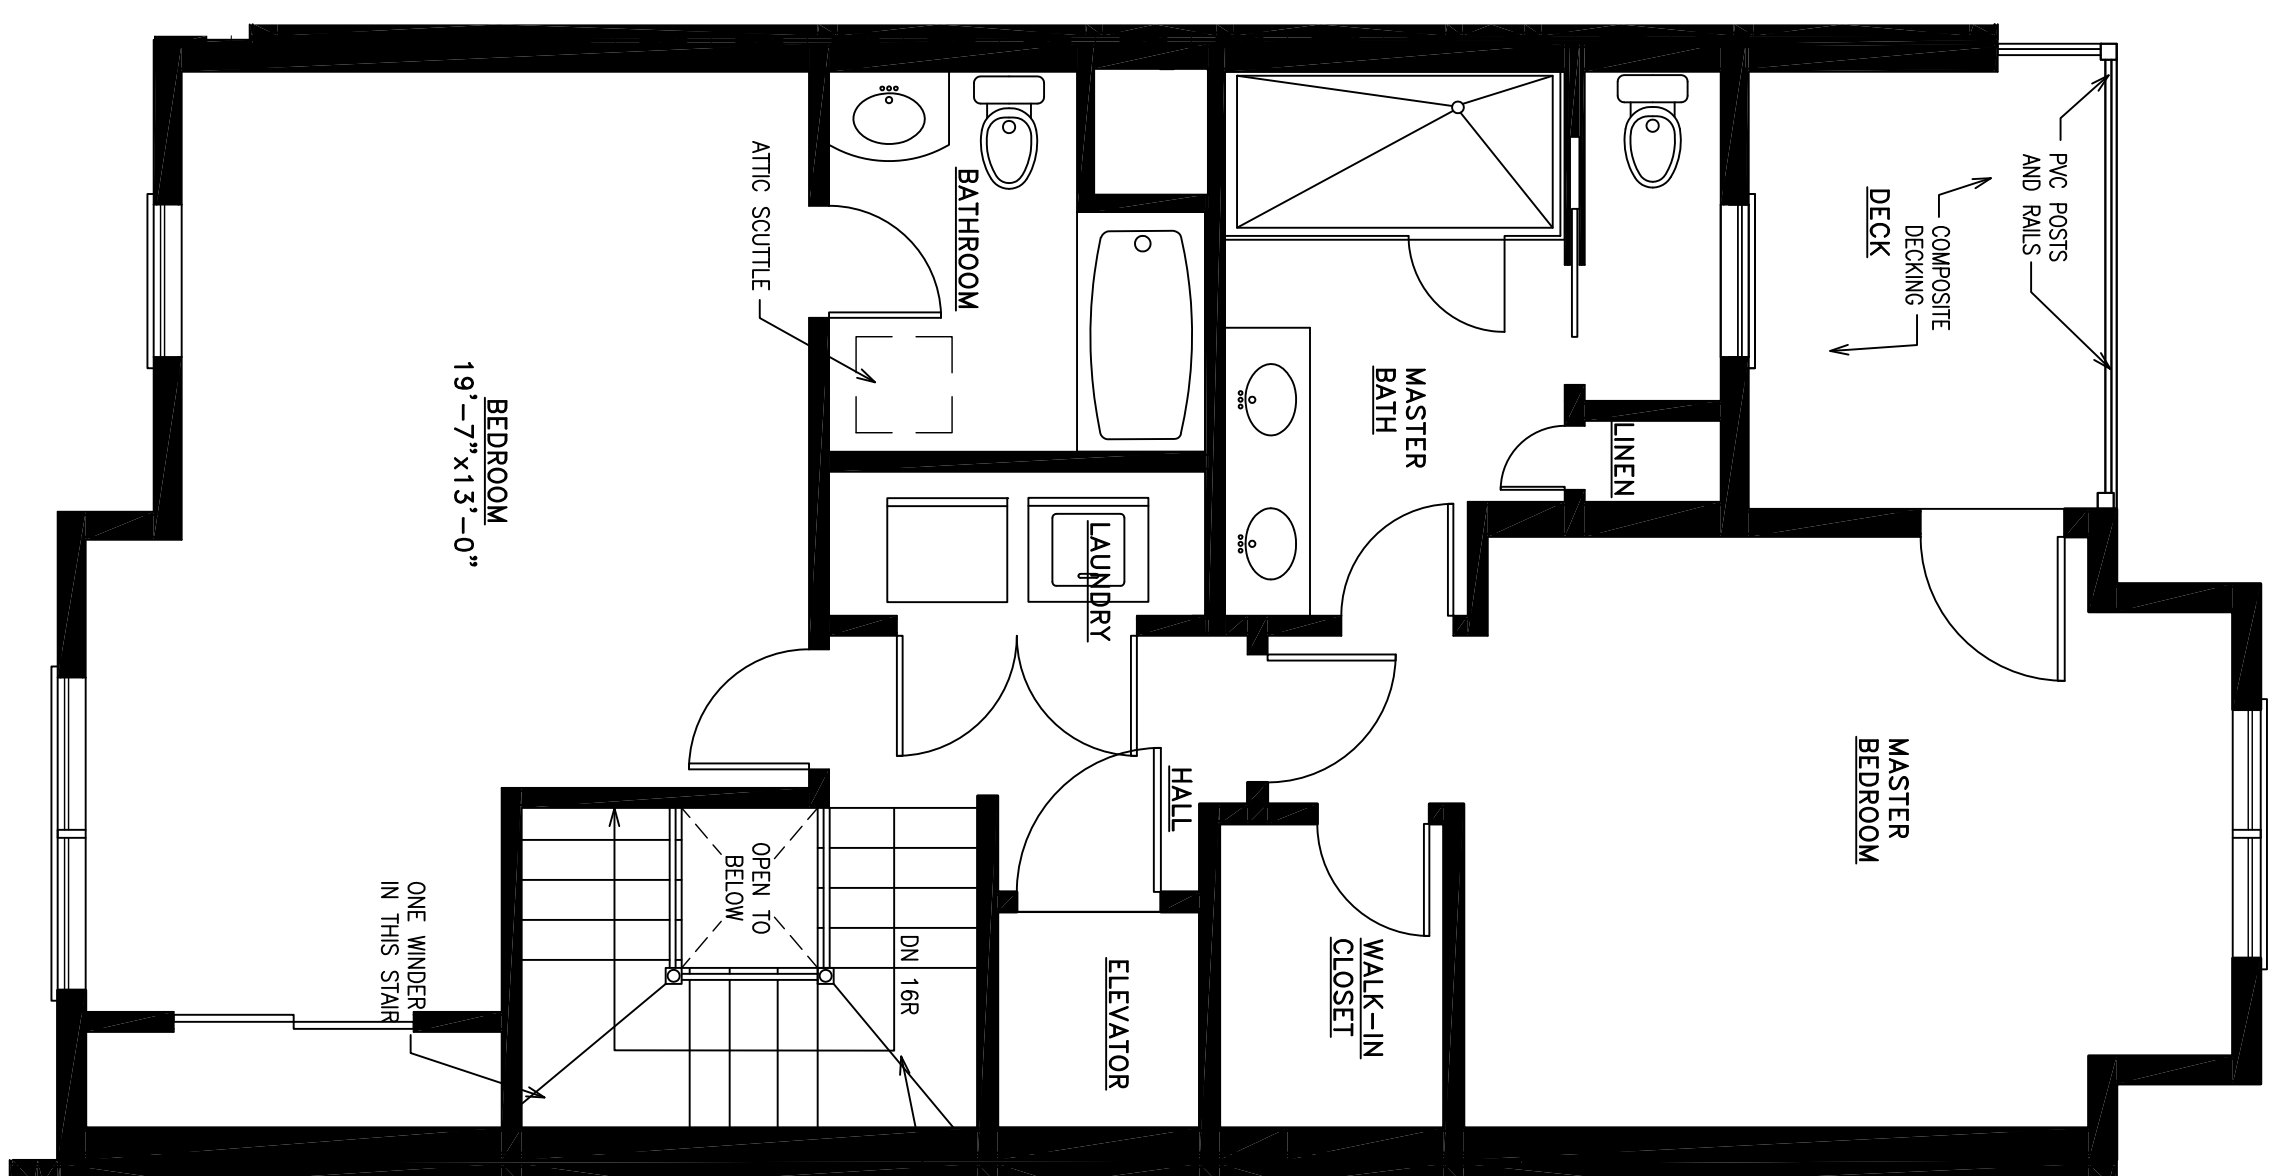 PVC POSTS
AND RAILS
COMPOSITE
DECKING
DECK
BATHROOM
ATTIC SCUTTLE
MASTER
BATH
LINEN
BEDROOM
19'-7"x13'-0"
LAUNDRY
HALL
MASTER
BEDROOM
OPEN TO
BELOW
ONE WINDER
IN THIS STAIR
DN 16R
ELEVATOR
WALK-IN
CLOSET